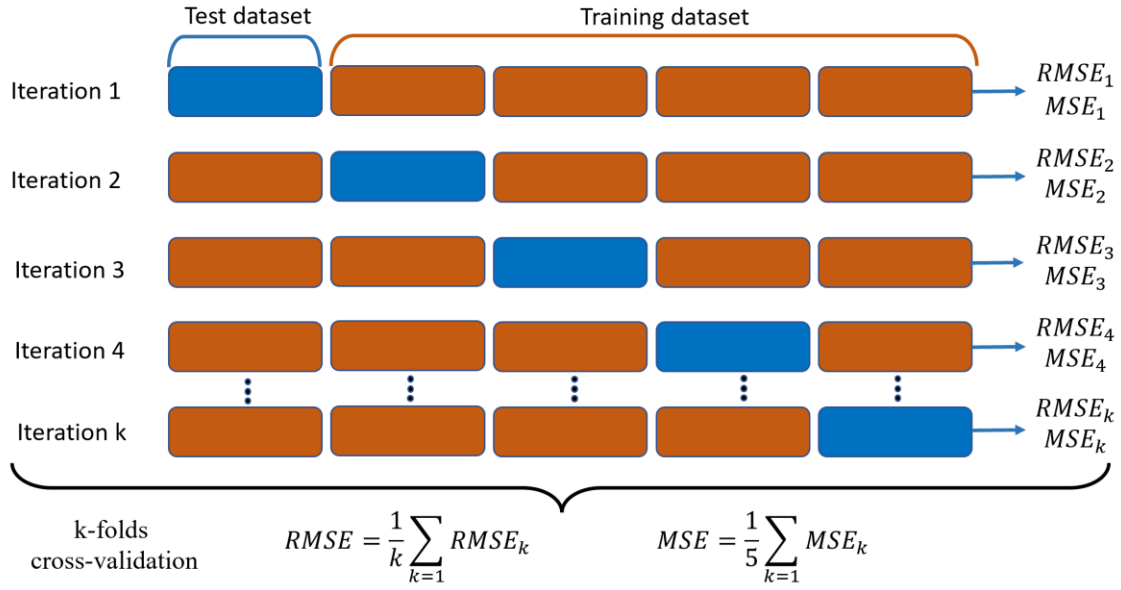 Test dataset
Training dataset
Iteration 1
RMSE₁
MSE₁
Iteration 2
RMSE₂
MSE₂
Iteration 3
RMSE₃
MSE₃
Iteration 4
RMSE₄
MSE₄
Iteration k
RMSEₖ
MSEₖ
k-folds
cross-validation
RMSE = 1/k ∑ₖ₌₁ RMSEₖ
MSE = 1/5 ∑ₖ₌₁ MSEₖ